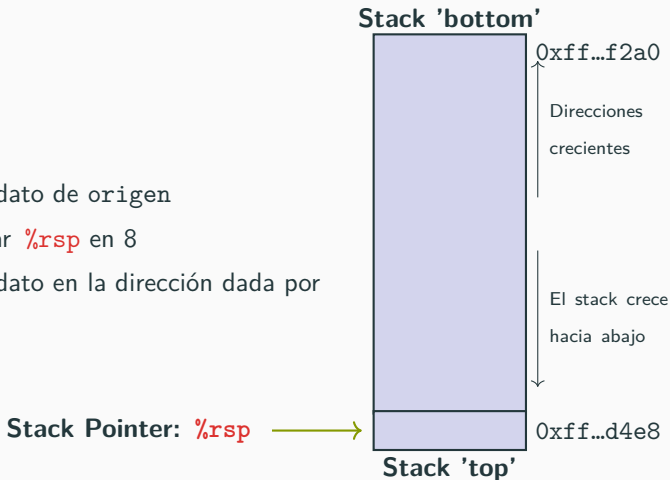 Stack 'bottom'
0xff…f2a0
Direcciones
crecientes
dato de origen
%rsp en 8
dato en la dirección dada por
El stack crece
hacia abajo
Stack Pointer: %rsp
0xff…d4e8
Stack 'top'